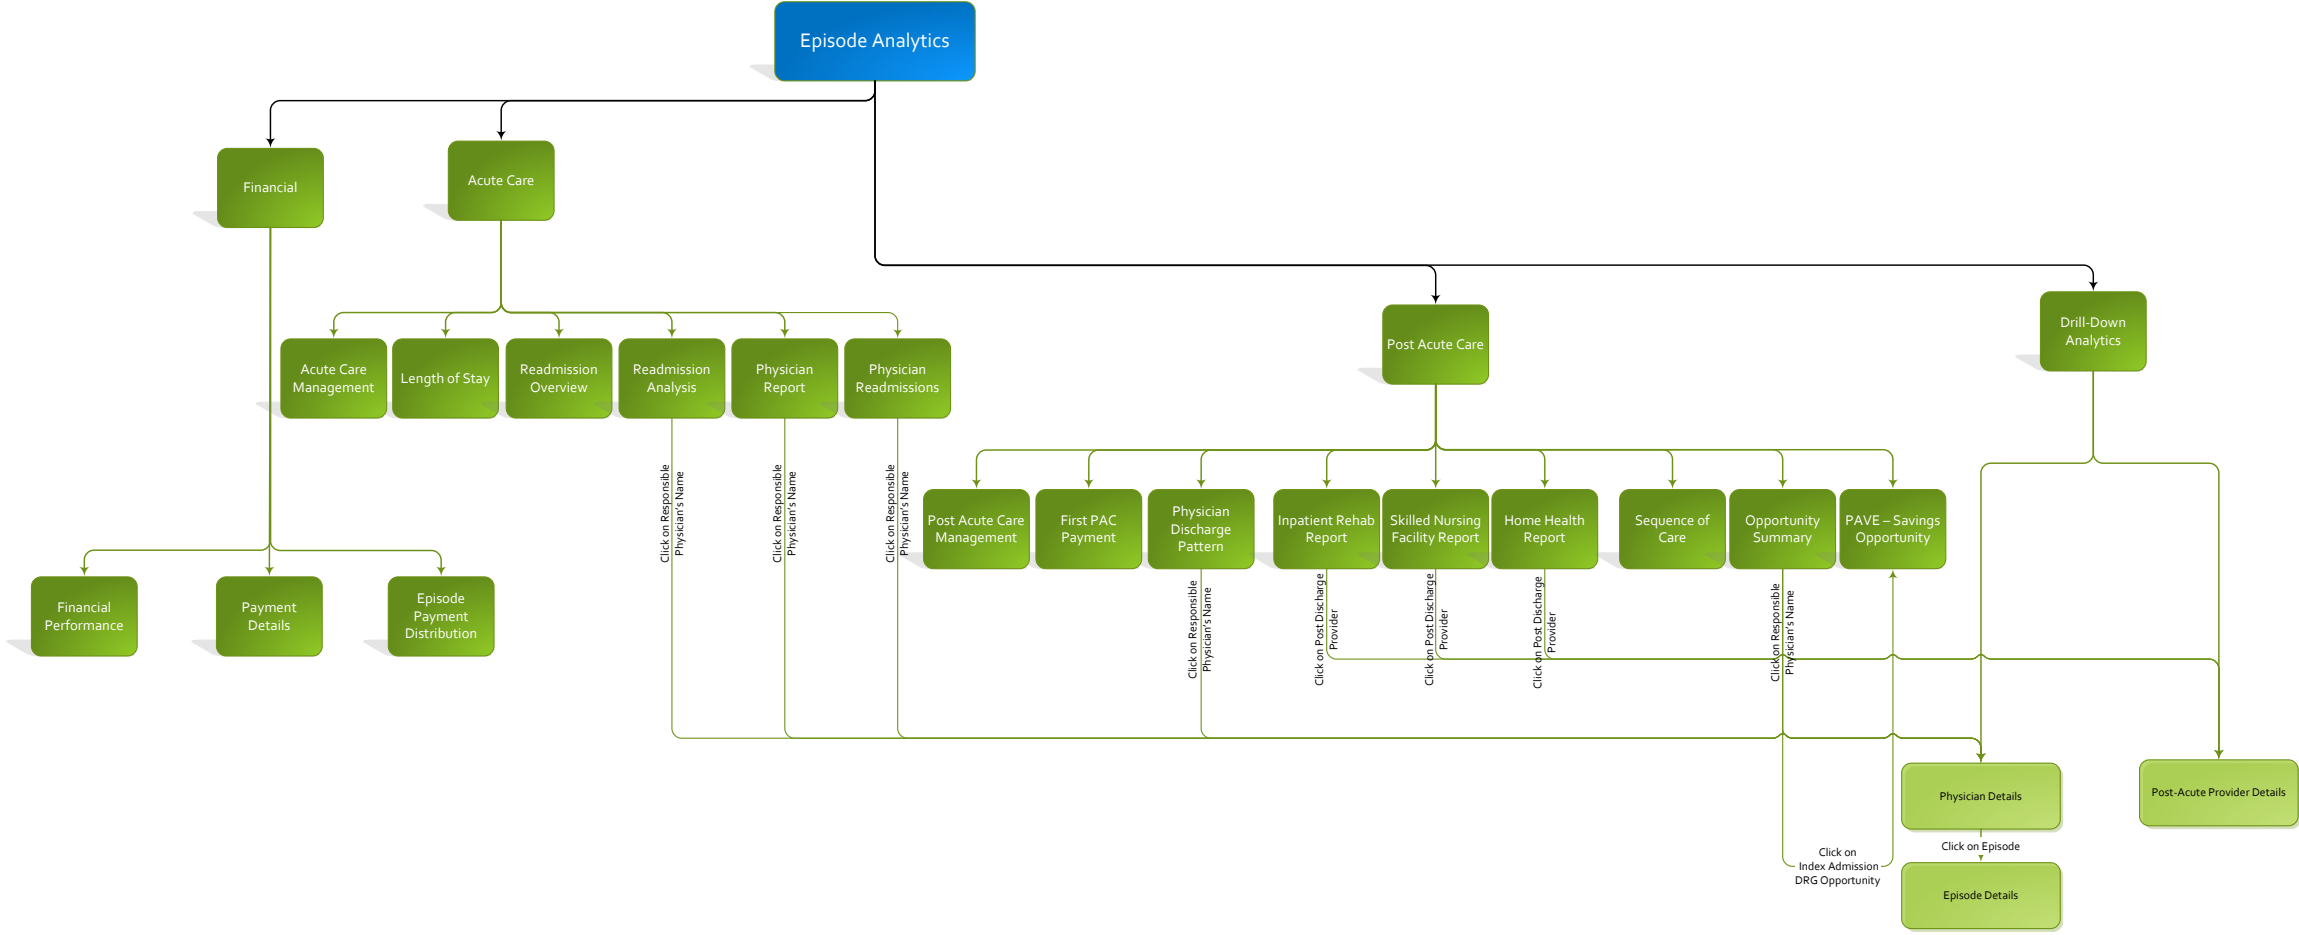 Episode Analytics
Financial
Acute Care
Post Acute Care
Drill-Down
Analytics
Acute Care
Management
Length of Stay
Readmission
Overview
Readmission
Analysis
Physician
Report
Physician
Readmissions
Click on Responsible
Physician's Name
Click on Responsible
Physician's Name
Click on Responsible
Physician's Name
Post Acute Care
Management
First PAC
Payment
Physician
Discharge
Pattern
Inpatient Rehab
Report
Skilled Nursing
Facility Report
Home Health
Report
Sequence of
Care
Opportunity
Summary
PAVE – Savings
Opportunity
Financial
Performance
Payment
Details
Episode
Payment
Distribution
Click on Responsible
Physician's Name
Click on Post Discharge
Provider
Click on Post Discharge
Provider
Click on Post Discharge
Provider
Click on Responsible
Physician's Name
Physician Details
Post-Acute Provider Details
Click on Episode
Click on
Index Admission
DRG Opportunity
Episode Details